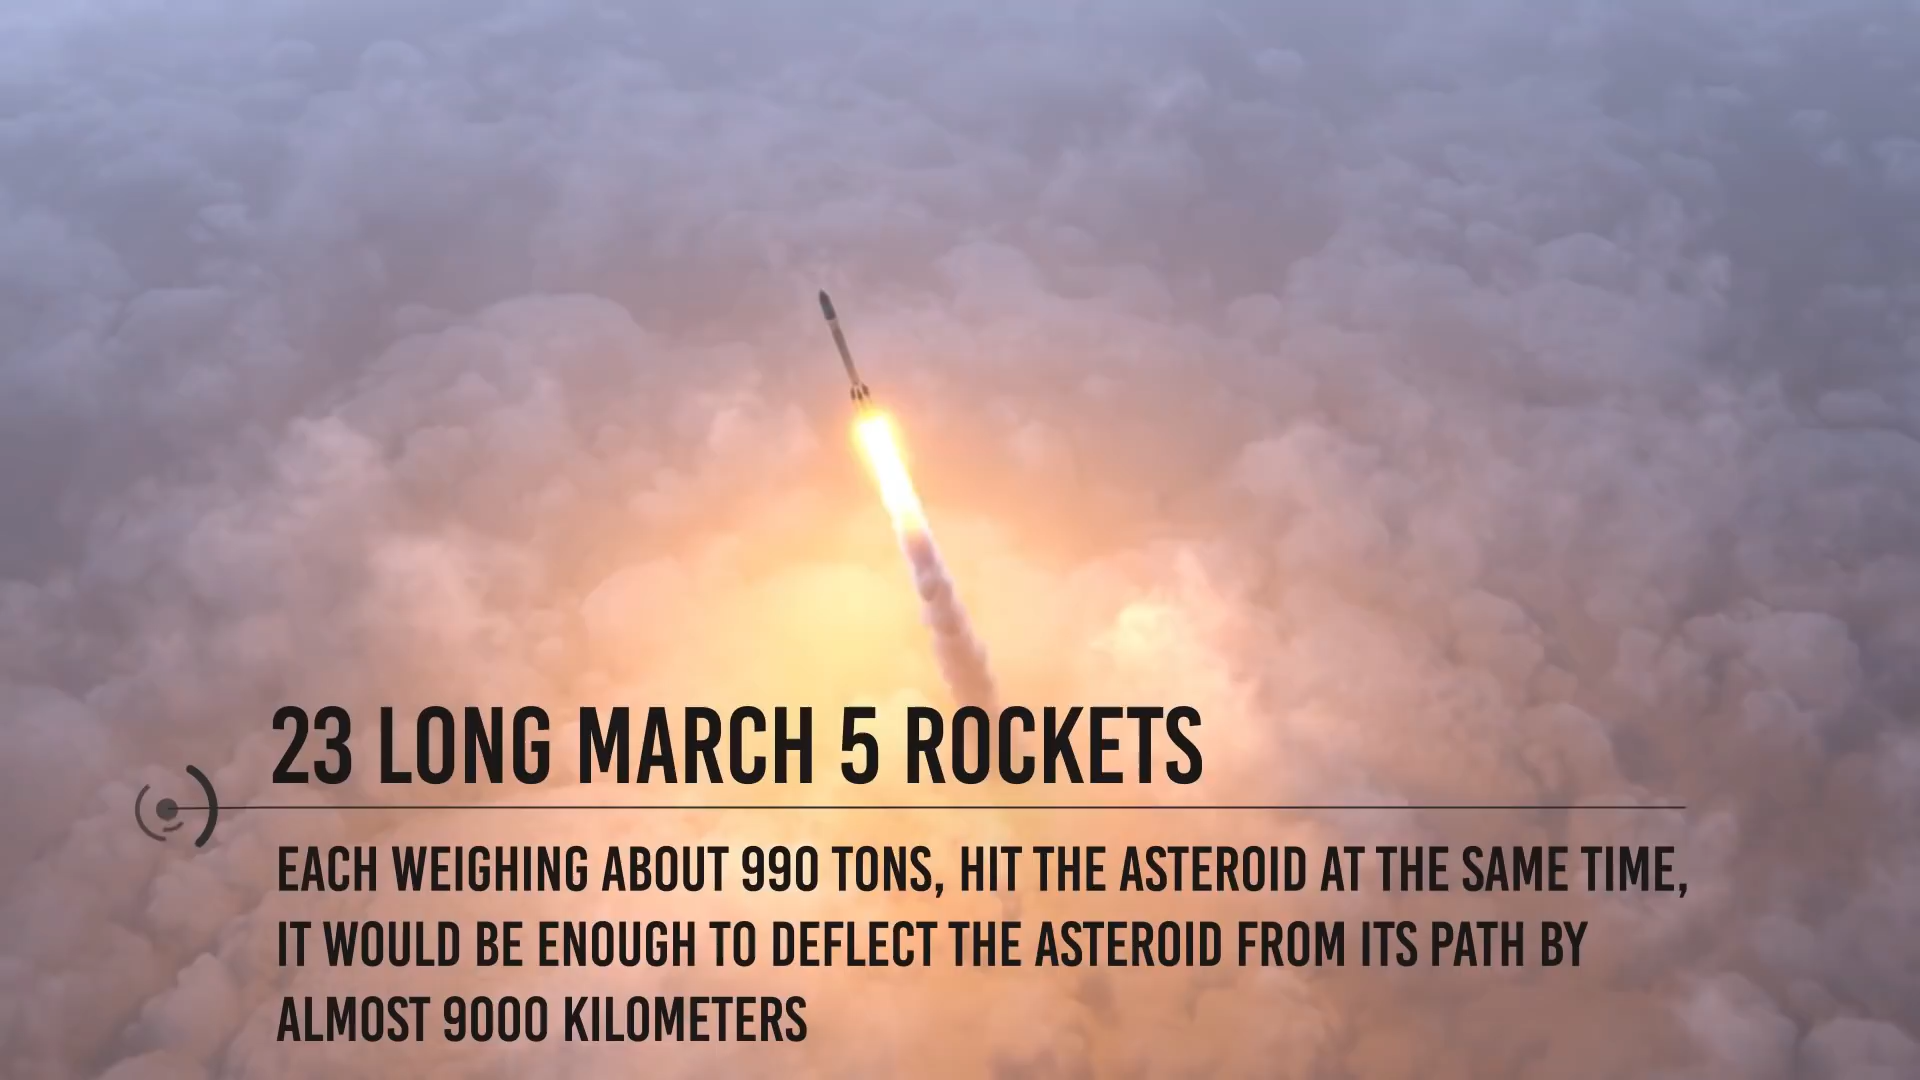 23 LONG MARCH 5 ROCKETS
EACH WEIGHING ABOUT 990 TONS, HIT THE ASTEROID AT THE SAME TIME,
IT WOULD BE ENOUGH TO DEFLECT THE ASTEROID FROM ITS PATH BY
ALMOST 9000 KILOMETERS